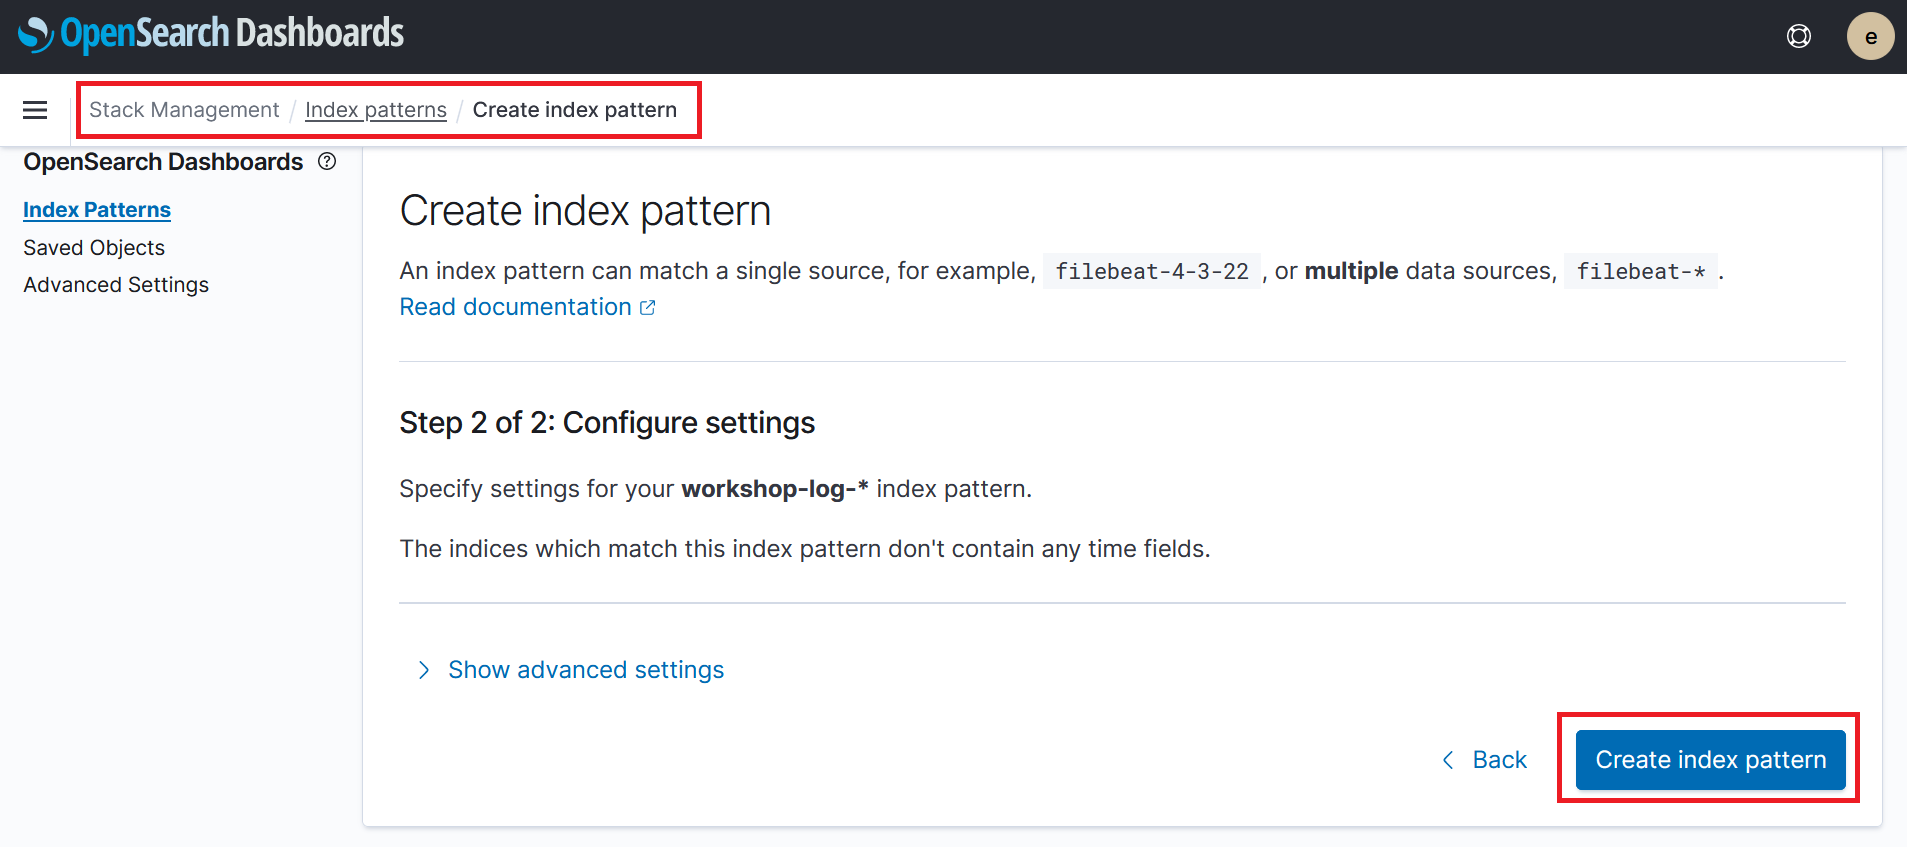 OpenSearch Dashboards
e
Stack Management / Index patterns / Create index pattern
OpenSearch Dashboards
Index Patterns
Saved Objects
Advanced Settings
Create index pattern
An index pattern can match a single source, for example, filebeat-4-3-22 , or multiple data sources, filebeat-* .
Read documentation
Step 2 of 2: Configure settings
Specify settings for your workshop-log-* index pattern.
The indices which match this index pattern don't contain any time fields.
Show advanced settings
Back
Create index pattern